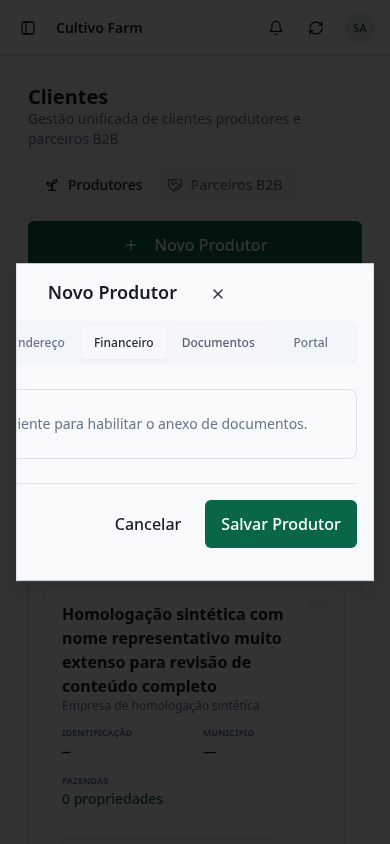 Cultivo Farm
SA
Clientes
Gestão unificada de clientes produtores e
parceiros B2B
Produtores
Parceiros B2B
+ Novo Produtor
Novo Produtor
ndereço
Financeiro
Documentos
Portal
iente para habilitar o anexo de documentos.
Cancelar
Salvar Produtor
Homologação sintética com
nome representativo muito
extenso para revisão de
conteúdo completo
Empresa de homologação sintética
IDENTIFICAÇÃO
MUNICÍPIO
—
—
FAZENDAS
0 propriedades